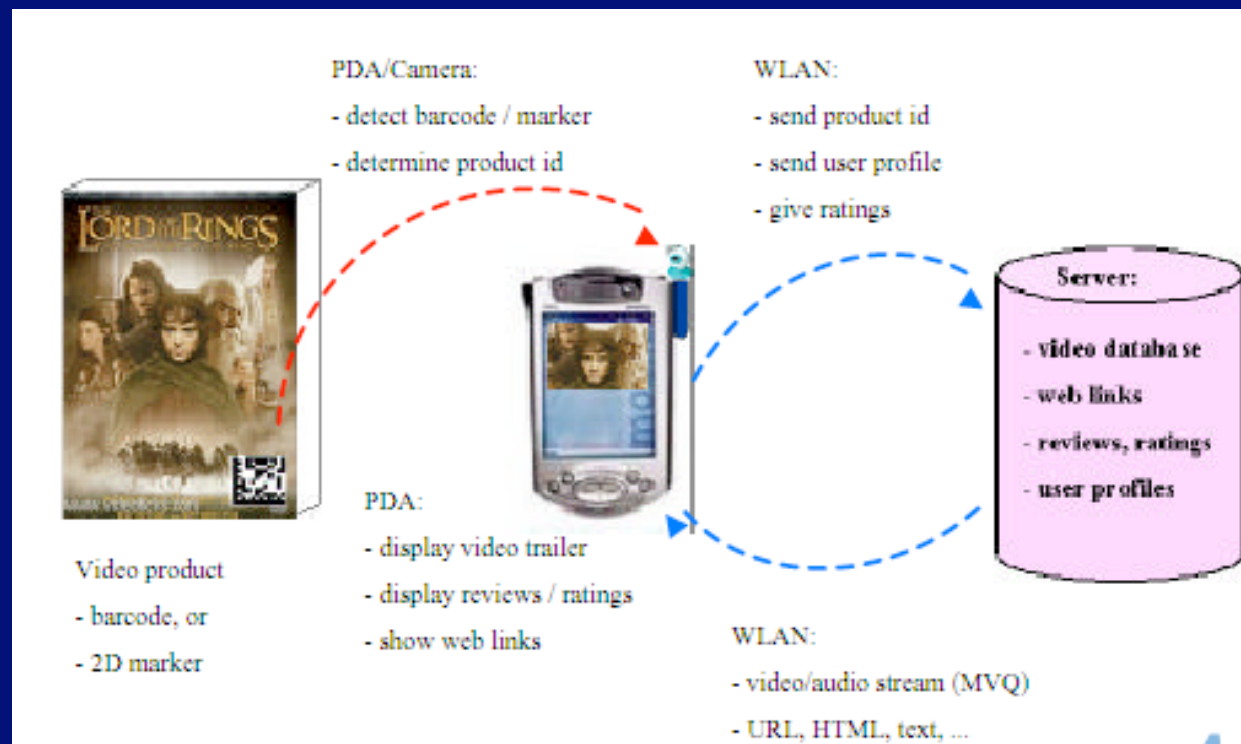 PDA/Camera:
- detect barcode / marker
- determine product id
WLAN:
- send product id
- send user profile
- give ratings
LORD OF THE RINGS
Server:
- video database
- web links
- reviews, ratings
- user profiles
Video product
- barcode, or
- 2D marker
PDA:
- display video trailer
- display reviews / ratings
- show web links
WLAN:
- video/audio stream (MVQ)
- URL, HTML, text, ...